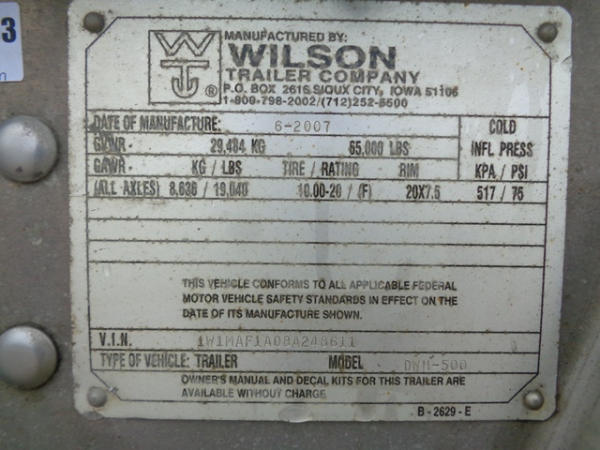 3
m
MANUFACTURED BY:
WILSON
TRAILER COMPANY
P.O. BOX 2615 SIOUX CITY, IOWA 51106
1-800-798-2002/(712)252-6500
®
DATE OF MANUFACTURE: 6-2007 COLD
GVWR - 29,484 KG 65,000 LBS INFL PRESS
GAWR- KG / LBS TIRE / RATING RIM KPA / PSI
(ALL AXLES) 8,636 / 19,040 10.00-20 / (F) 20X7.5 517 / 75
THIS VEHICLE CONFORMS TO ALL APPLICABLE FEDERAL
MOTOR VEHICLE SAFETY STANDARDS IN EFFECT ON THE
DATE OF ITS MANUFACTURE SHOWN.
V.I.N. 1W1MAF1A08A248611
TYPE OF VEHICLE: TRAILER MODEL DWH-500
OWNER'S MANUAL AND DECAL KITS FOR THIS TRAILER ARE
AVAILABLE WITHOUT CHARGE
B - 2629 - E